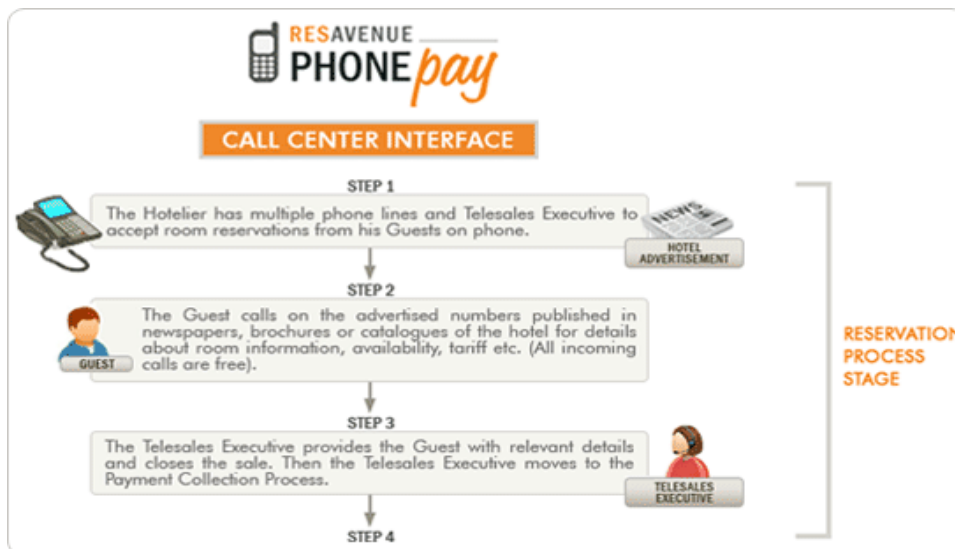 RESAVENUE
PHONE pay
CALL CENTER INTERFACE
STEP 1
The Hotelier has multiple phone lines and Telesales Executive to
accept room reservations from his Guests on phone.
NEWS
HOTEL
ADVERTISEMENT
STEP 2
The Guest calls on the advertised numbers published in
newspapers, brochures or catalogues of the hotel for details
about room information, availability, tariff etc. (All incoming
calls are free).
GUEST
STEP 3
The Telesales Executive provides the Guest with relevant details
and closes the sale. Then the Telesales Executive moves to the
Payment Collection Process.
TELESALES
EXECUTIVE
STEP 4
RESERVATION
PROCESS
STAGE